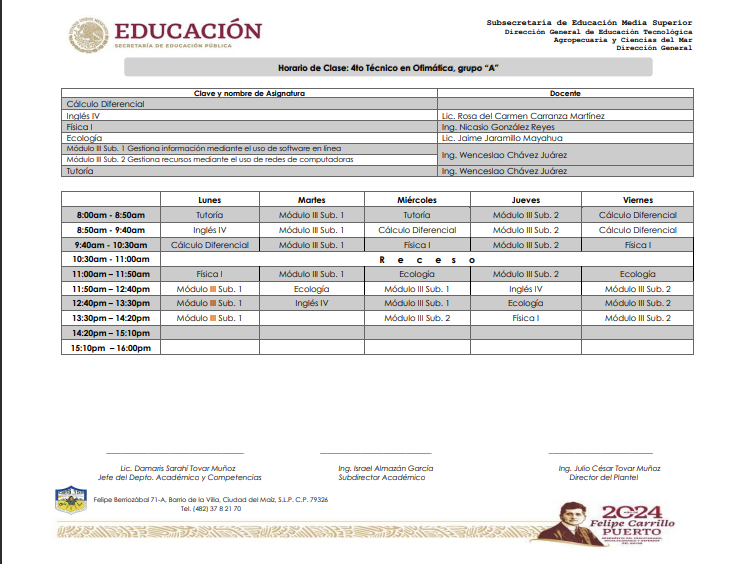 EDUCACIÓN
SECRETARÍA DE EDUCACIÓN PÚBLICA
Subsecretaría de Educación Media Superior
Dirección General de Educación Tecnológica
Agropecuaria y Ciencias del Mar
Dirección General
Horario de Clase: 4to Técnico en Ofimática, grupo “A”
Clave y nombre de Asignatura Docente
Cálculo Diferencial
Inglés IV Lic. Rosa del Carmen Carranza Martínez
Física I Ing. Nicasio González Reyes
Ecología Lic. Jaime Jaramillo Mayahua
Módulo III Sub. 1 Gestiona información mediante el uso de software en línea
Ing. Wenceslao Chávez Juárez
Módulo III Sub. 2 Gestiona recursos mediante el uso de redes de computadoras
Tutoría Ing. Wenceslao Chávez Juárez
Lunes Martes Miércoles Jueves Viernes
8:00am - 8:50am Tutoría Módulo III Sub. 1 Tutoría Módulo III Sub. 2 Cálculo Diferencial
8:50am - 9:40am Inglés IV Módulo III Sub. 1 Cálculo Diferencial Módulo III Sub. 2 Cálculo Diferencial
9:40am - 10:30am Cálculo Diferencial Módulo III Sub. 1 Física I Módulo III Sub. 2 Física I
10:30am - 11:00am R e c e s o
11:00am – 11:50am Física I Módulo III Sub. 1 Ecología Módulo III Sub. 2 Ecología
11:50am – 12:40pm Módulo III Sub. 1 Ecología Módulo III Sub. 1 Inglés IV Módulo III Sub. 2
12:40pm – 13:30pm Módulo III Sub. 1 Inglés IV Módulo III Sub. 1 Ecología Módulo III Sub. 2
13:30pm – 14:20pm Módulo III Sub. 1 Módulo III Sub. 2 Física I Módulo III Sub. 2
14:20pm – 15:10pm
15:10pm – 16:00pm
Lic. Damaris Sarahí Tovar Muñoz
Jefe del Depto. Académico y Competencias
Ing. Israel Almazán García
Subdirector Académico
Ing. Julio César Tovar Muñoz
Director del Plantel
Felipe Berriozábal 71-A, Barrio de la Villa, Ciudad del Maíz, S.L.P. C.P. 79326
Tel. (482) 37 8 21 70
2024
Felipe Carrillo
PUERTO